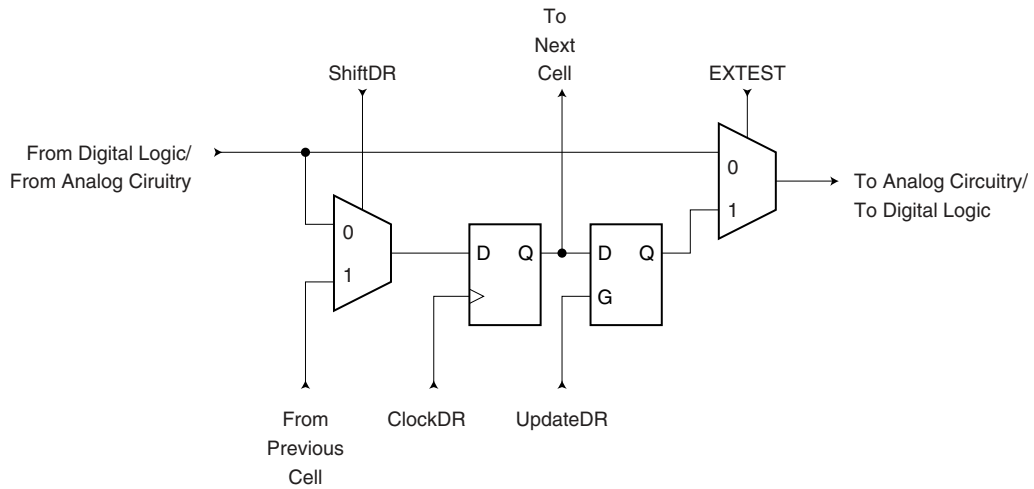 To
Next
Cell
ShiftDR
EXTEST
From Digital Logic/
From Analog Ciruitry
0
1
To Analog Circuitry/
To Digital Logic
0
1
D Q
D Q
G
From
Previous
Cell
ClockDR
UpdateDR